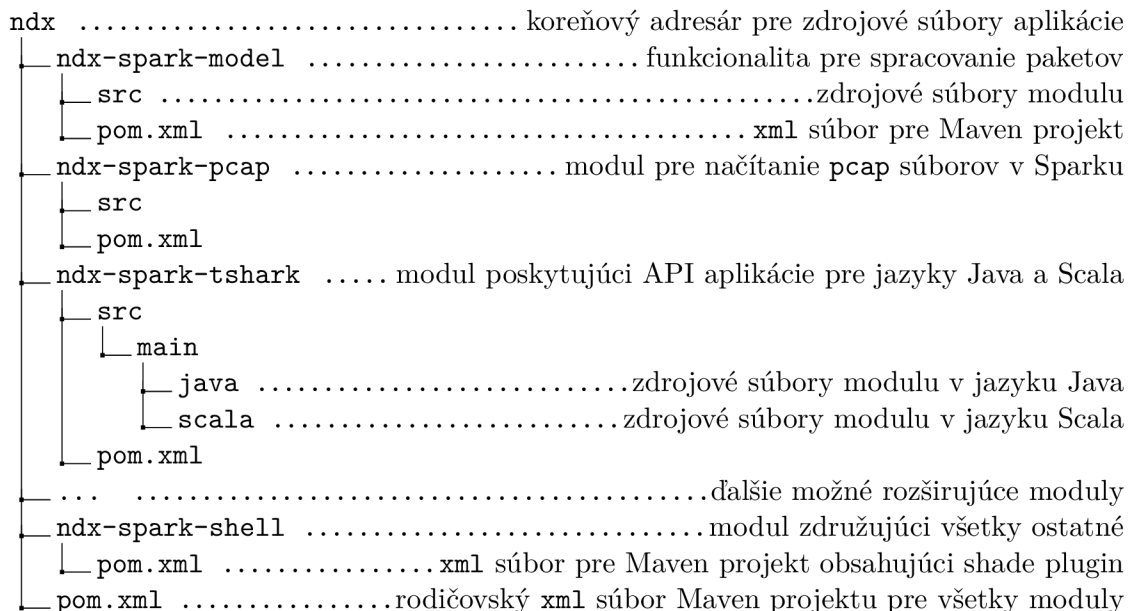 ndx ................................ koreňový adresár pre zdrojové súbory aplikácie
ndx-spark-model ......................... funkcionalita pre spracovanie paketov
src .................................................zdrojové súbory modulu
pom.xml ....................................... xml súbor pre Maven projekt
ndx-spark-pcap .................... modul pre načítanie pcap súborov v Sparku
src
pom.xml
ndx-spark-tshark ..... modul poskytujúci API aplikácie pre jazyky Java a Scala
src
main
java ............................zdrojové súbory modulu v jazyku Java
scala ..........................zdrojové súbory modulu v jazyku Scala
pom.xml
... ...........................................ďalšie možné rozširujúce moduly
ndx-spark-shell ..............................modul združujúci všetky ostatné
pom.xml ................xml súbor pre Maven projekt obsahujúci shade plugin
pom.xml ................rodičovský xml súbor Maven projektu pre všetky moduly